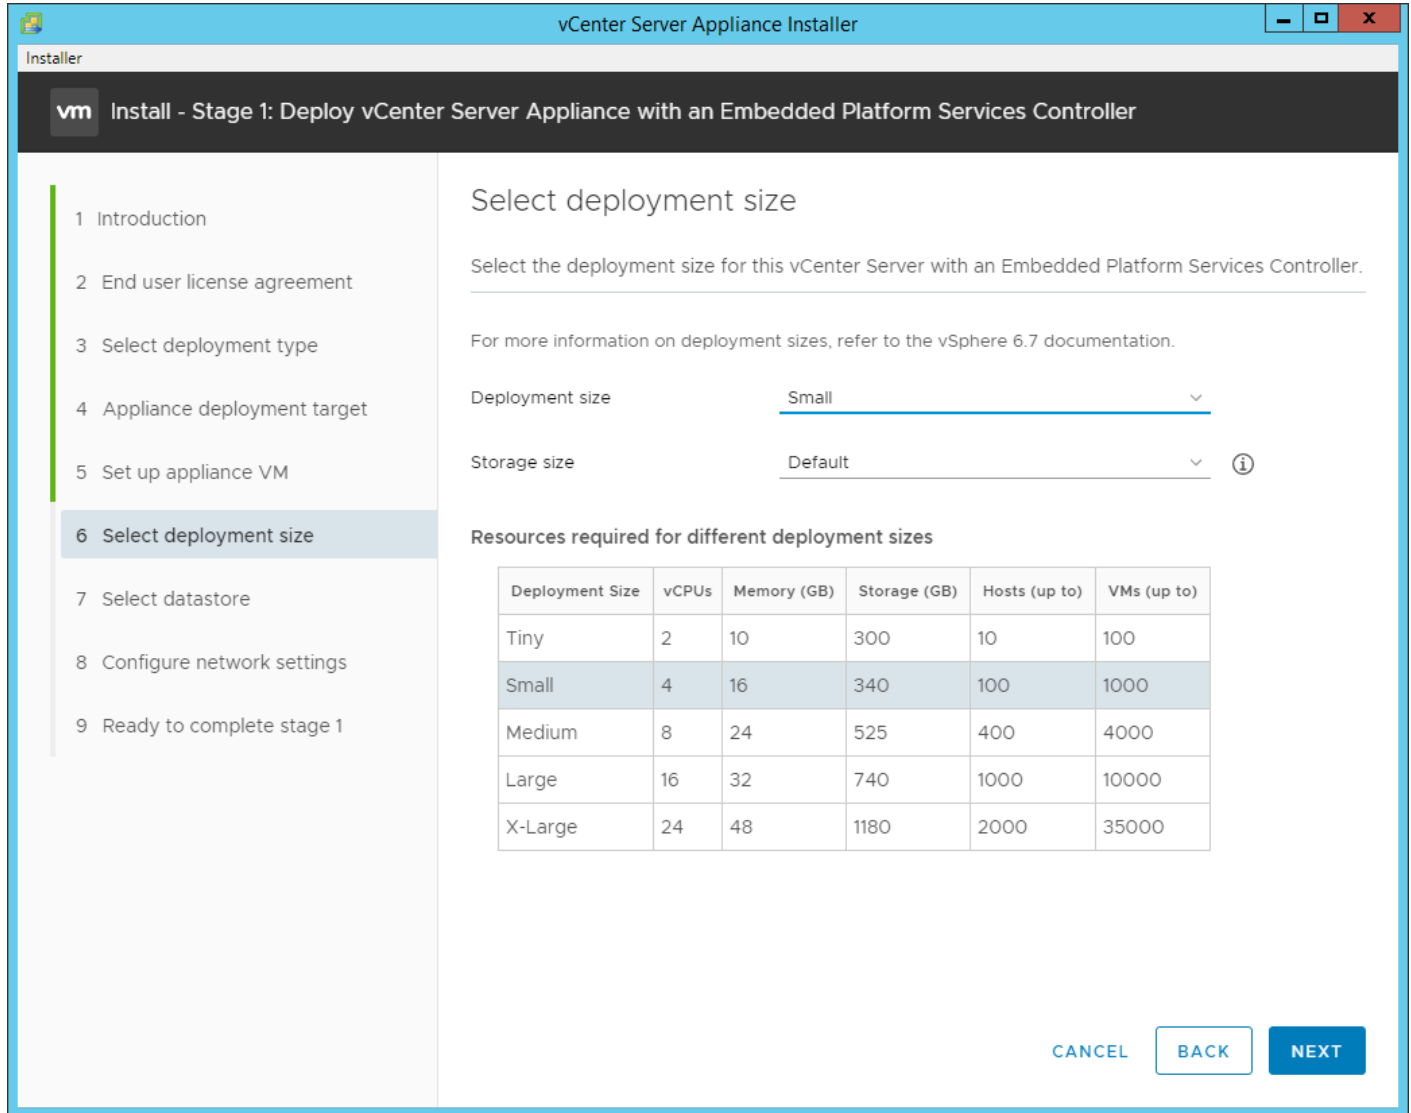 vCenter Server Appliance Installer
Installer
vm Install - Stage 1: Deploy vCenter Server Appliance with an Embedded Platform Services Controller
1 Introduction
2 End user license agreement
3 Select deployment type
4 Appliance deployment target
5 Set up appliance VM
6 Select deployment size
7 Select datastore
8 Configure network settings
9 Ready to complete stage 1
Select deployment size
Select the deployment size for this vCenter Server with an Embedded Platform Services Controller.
For more information on deployment sizes, refer to the vSphere 6.7 documentation.
Deployment size Small
Storage size Default
Resources required for different deployment sizes
Deployment Size vCPUs Memory (GB) Storage (GB) Hosts (up to) VMs (up to)
Tiny 2 10 300 10 100
Small 4 16 340 100 1000
Medium 8 24 525 400 4000
Large 16 32 740 1000 10000
X-Large 24 48 1180 2000 35000
CANCEL BACK NEXT